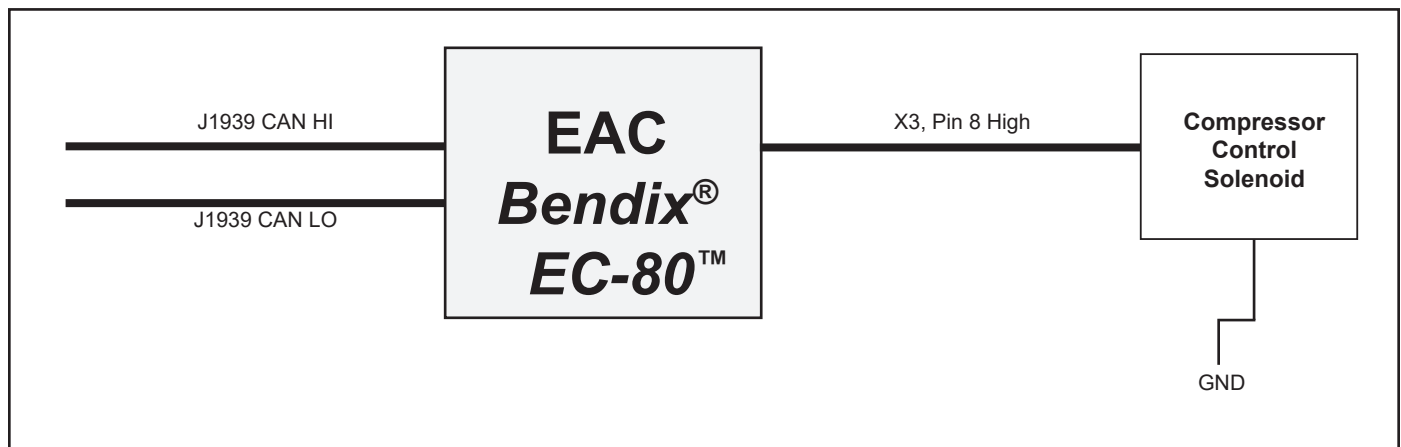 J1939 CAN HI
J1939 CAN LO
EAC
Bendix®
EC-80™
X3, Pin 8 High
Compressor
Control
Solenoid
GND